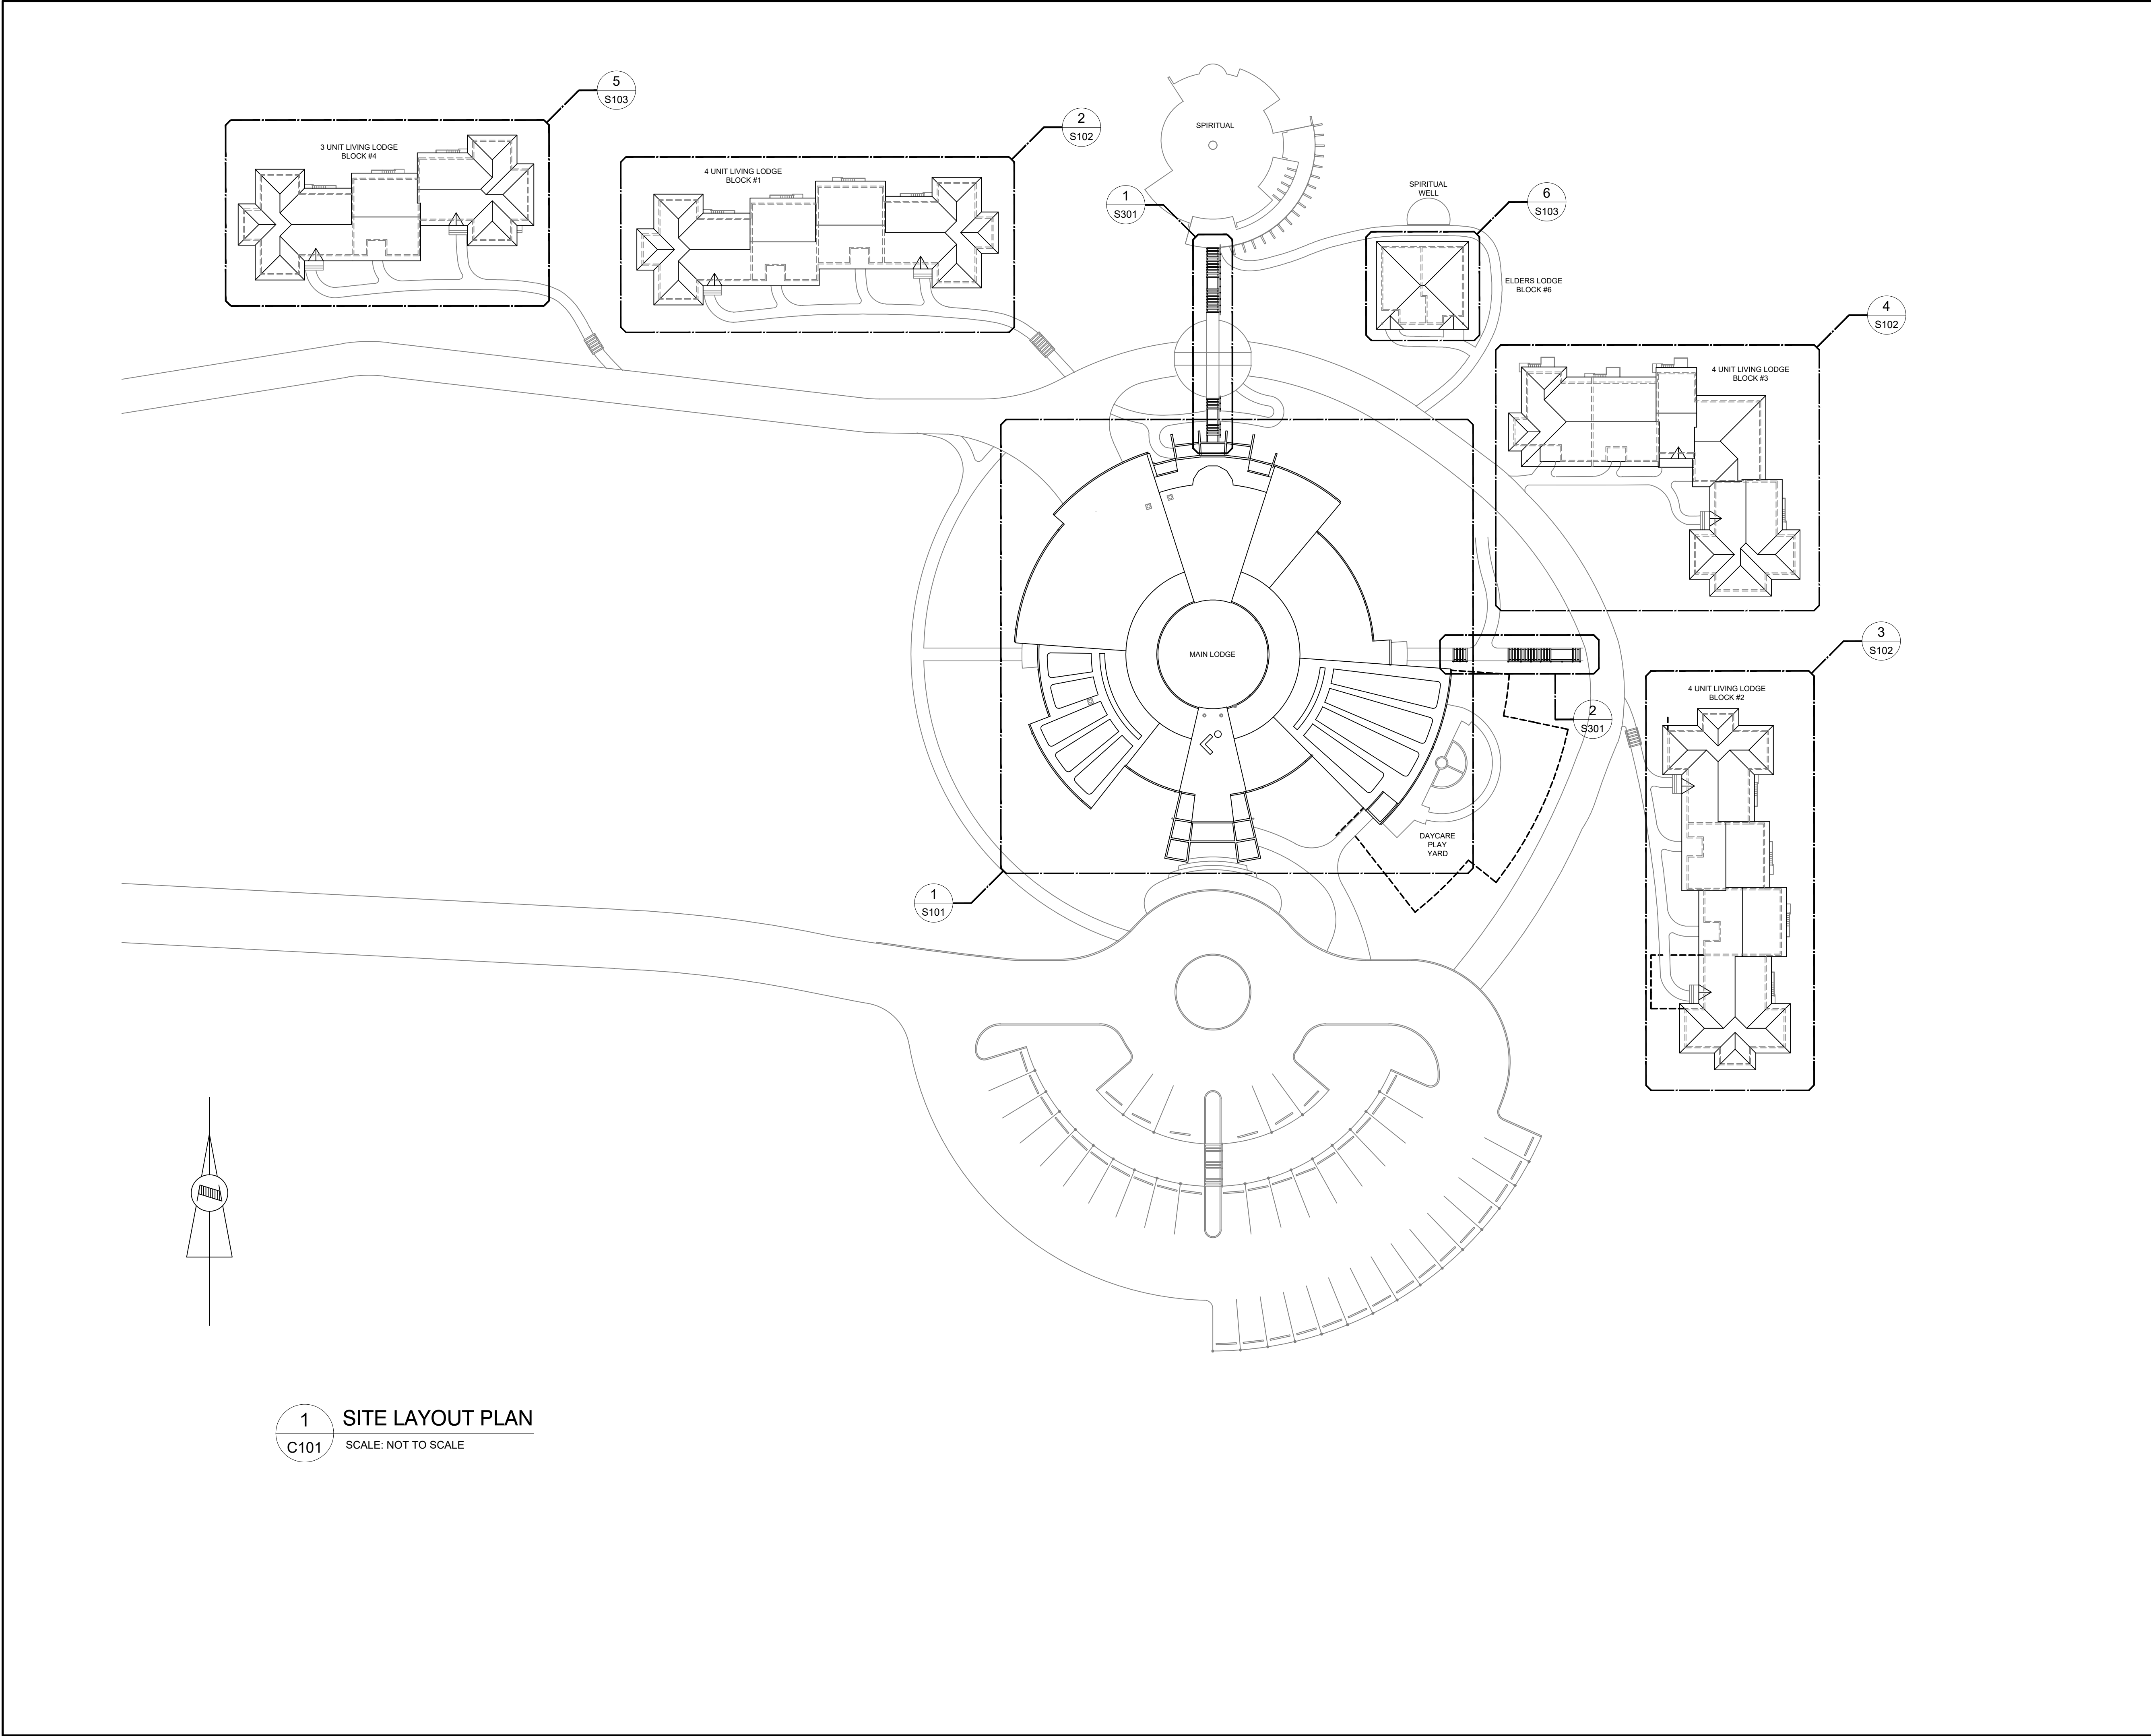 5
S103
3 UNIT LIVING LODGE
BLOCK #4
2
S102
4 UNIT LIVING LODGE
BLOCK #1
SPIRITUAL
1
S301
SPIRITUAL
WELL
6
S103
ELDERS LODGE
BLOCK #6
4
S102
4 UNIT LIVING LODGE
BLOCK #3
MAIN LODGE
3
S102
4 UNIT LIVING LODGE
BLOCK #2
2
S301
DAYCARE
PLAY
YARD
1
S101
1
C101
SITE LAYOUT PLAN
SCALE: NOT TO SCALE